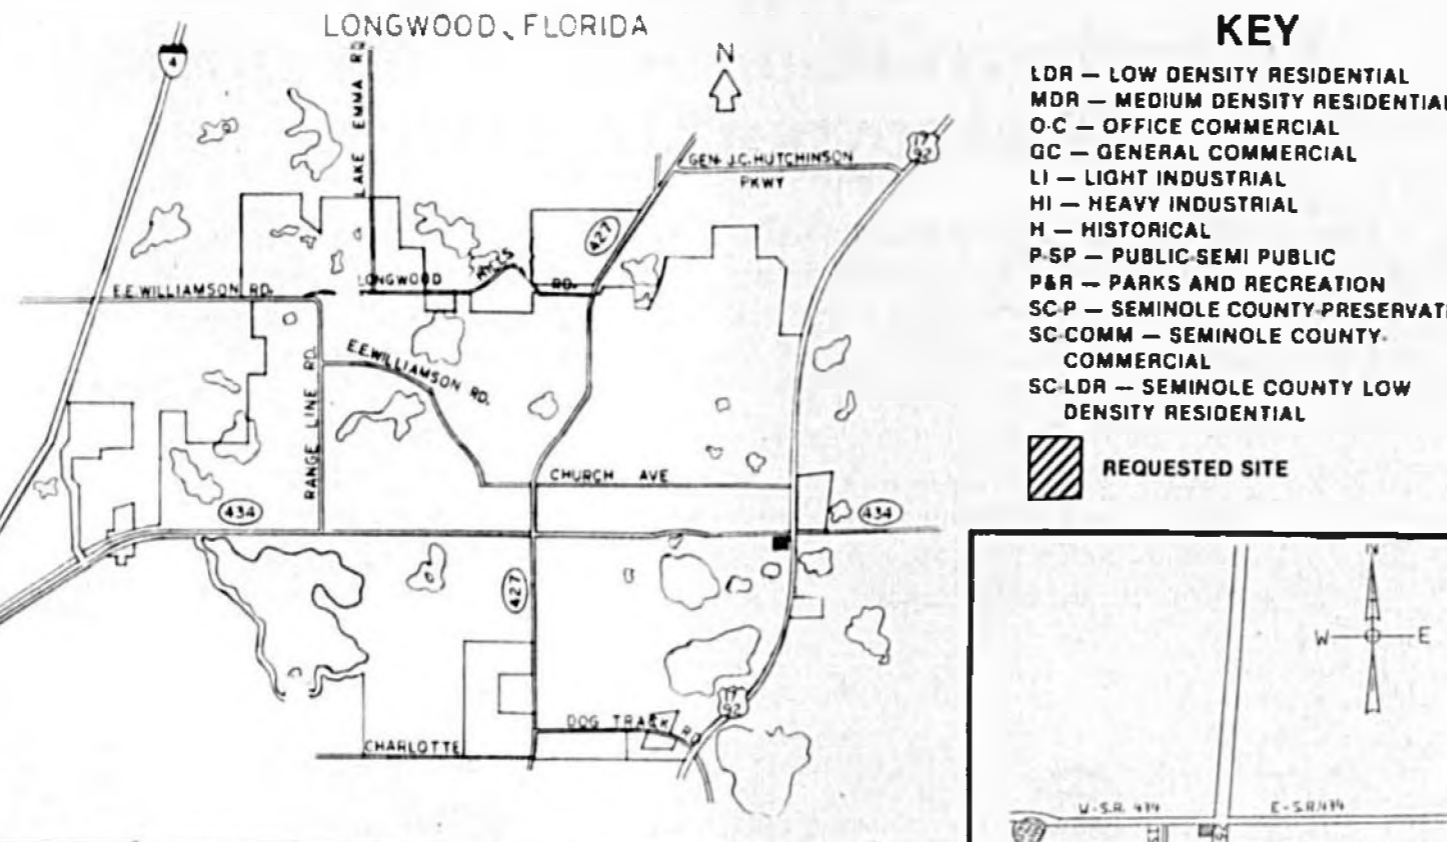 LONGWOOD, FLORIDA
4
LAKE EMMA RD
N
GEN. J.C. HUTCHINSON
PKWY
17
92
427
LONGWOOD
RD.
E.E. WILLIAMSON RD.
E.E. WILLIAMSON RD.
RANGE LINE RD.
CHURCH AVE
434
434
427
17
92
DOG TRACK RD
CHARLOTTE
KEY
LDR — LOW DENSITY RESIDENTIAL
MDR — MEDIUM DENSITY RESIDENTIAL
O-C — OFFICE COMMERCIAL
GC — GENERAL COMMERCIAL
LI — LIGHT INDUSTRIAL
HI — HEAVY INDUSTRIAL
H — HISTORICAL
P-SP — PUBLIC-SEMI PUBLIC
P&R — PARKS AND RECREATION
SC-P — SEMINOLE COUNTY-PRESERVATI
SC-COMM — SEMINOLE COUNTY-
COMMERCIAL
SC-LDR — SEMINOLE COUNTY LOW
DENSITY RESIDENTIAL
REQUESTED SITE
N
W
E
W-S.R. 434
E-S.R. 434